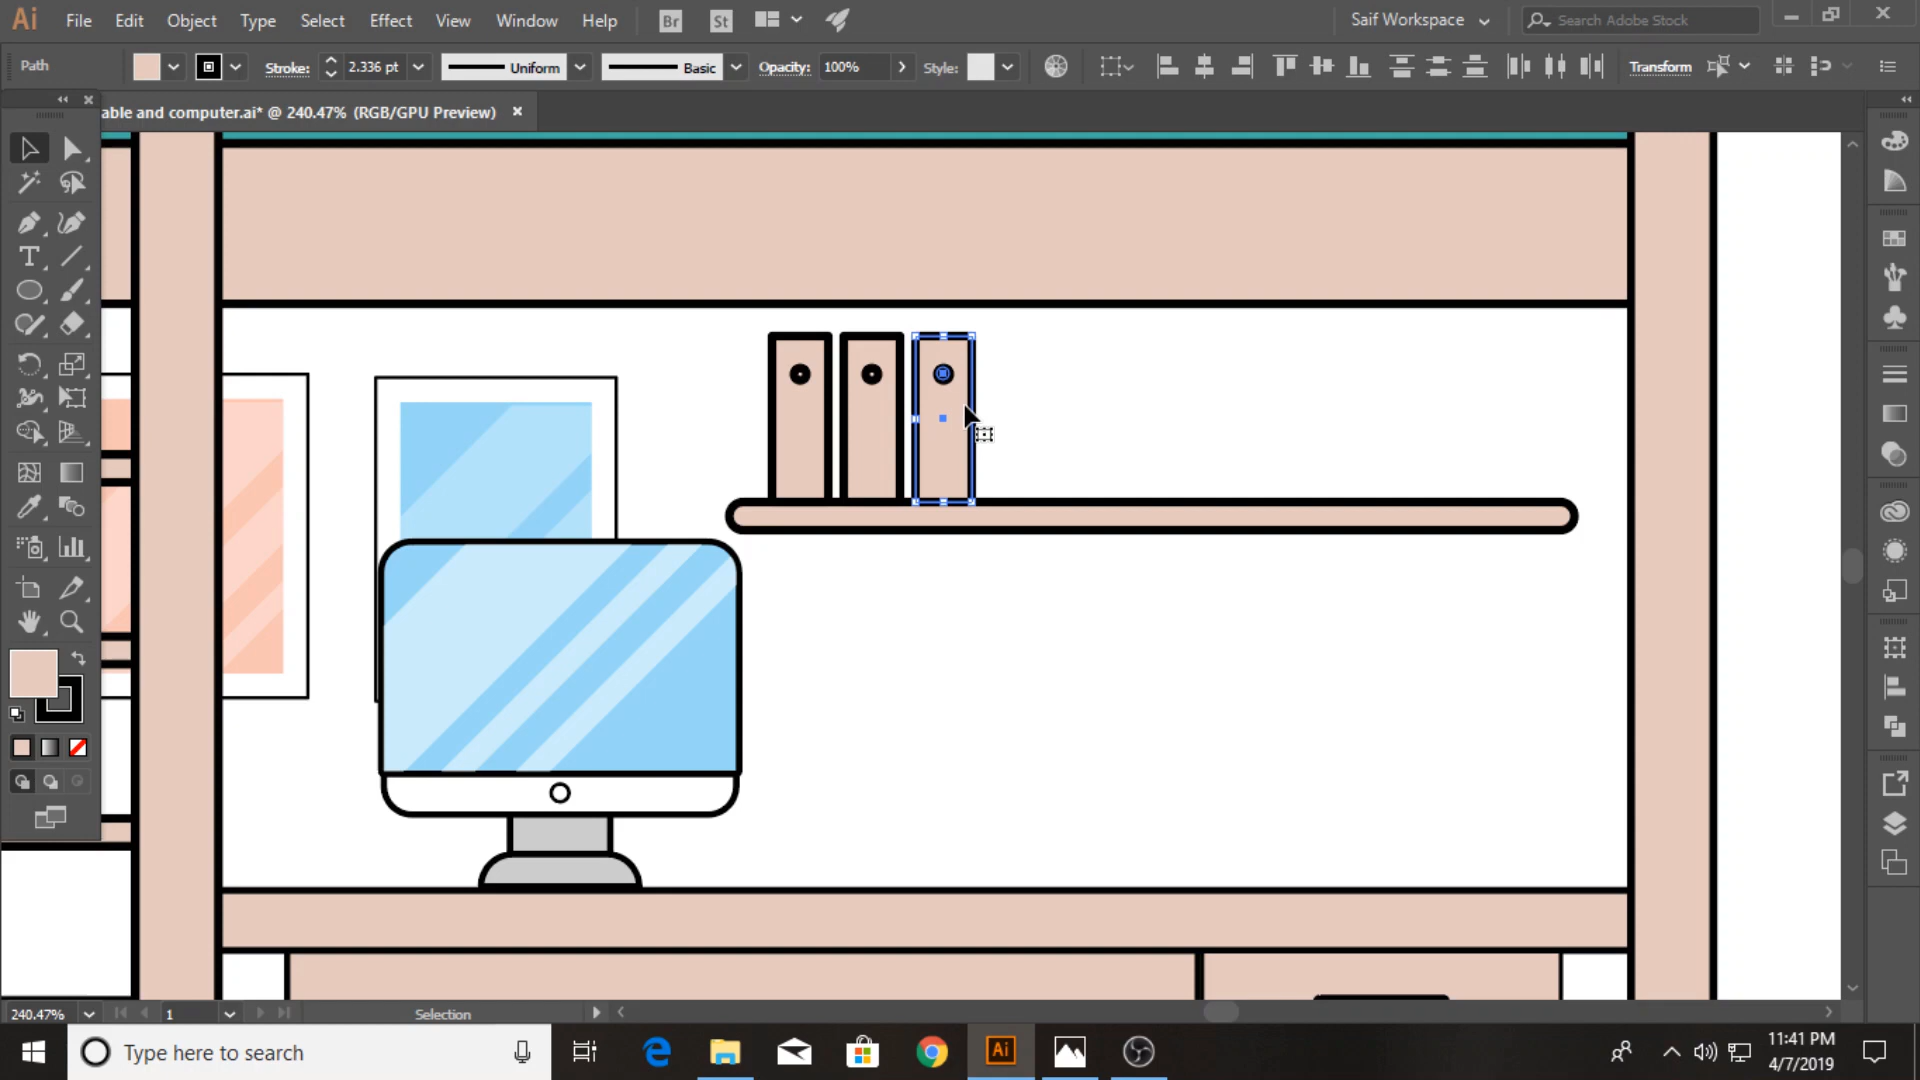 Ai File Edit Object Type Select Effect View Window Help Br St Saif Workspace Search Adobe Stock
Path Stroke: 2.336 pt Uniform Basic Opacity: 100% Style: Transform
able and computer.ai* @ 240.47% (RGB/GPU Preview)
T
240.47% 1 Selection
Type here to search Ai 11:41 PM
4/7/2019